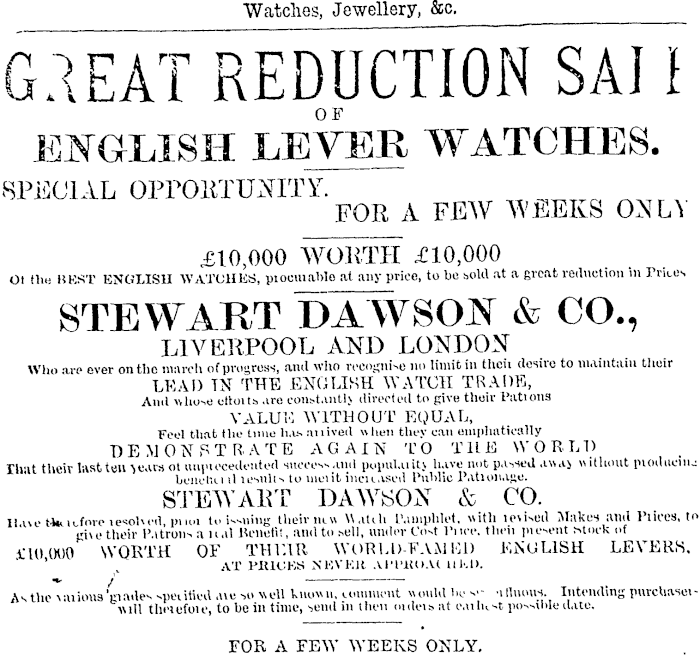 Watches, Jewellery, &c.
GREAT REDUCTION SALE
OF
ENGLISH LEVER WATCHES.
SPECIAL OPPORTUNITY.
FOR A FEW WEEKS ONLY
£10,000 WORTH £10,000
Of the BEST ENGLISH WATCHES, procurable at any price, to be sold at a great reduction in Prices
STEWART DAWSON & CO.,
LIVERPOOL AND LONDON
Who are ever on the march of progress, and who recognise no limit in their desire to maintain their
LEAD IN THE ENGLISH WATCH TRADE,
And whose efforts are constantly directed to give their Patrons
VALUE WITHOUT EQUAL,
Feel that the time has arrived when they can emphatically
DEMONSTRATE AGAIN TO THE WORLD
That their last ten years of unprecedented success and popularity have not passed away without producing
beneficial results to merit increased Public Patronage.
STEWART DAWSON & CO.
Have therefore resolved, prior to issuing their new Watch Pamphlet, with revised Makes and Prices, to
give their Patrons a real Benefit, and to sell, under Cost Price, their present stock of
£10,000 WORTH OF THEIR WORLD-FAMED ENGLISH LEVERS,
AT PRICES NEVER APPROACHED.
As the various grades specified are so well known, comment would be superfluous. Intending purchasers
will therefore, to be in time, send in their orders at earliest possible date.
FOR A FEW WEEKS ONLY.